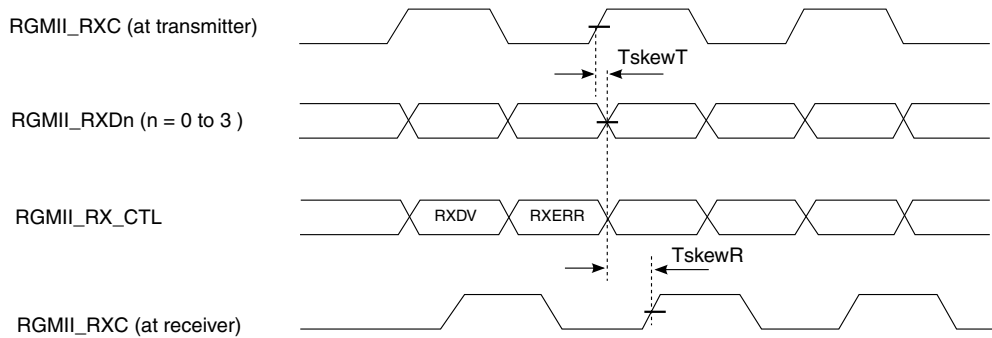 RGMII_RXC (at transmitter)
TskewT
RGMII_RXDn (n = 0 to 3 )
RGMII_RX_CTL
RXDV
RXERR
TskewR
RGMII_RXC (at receiver)